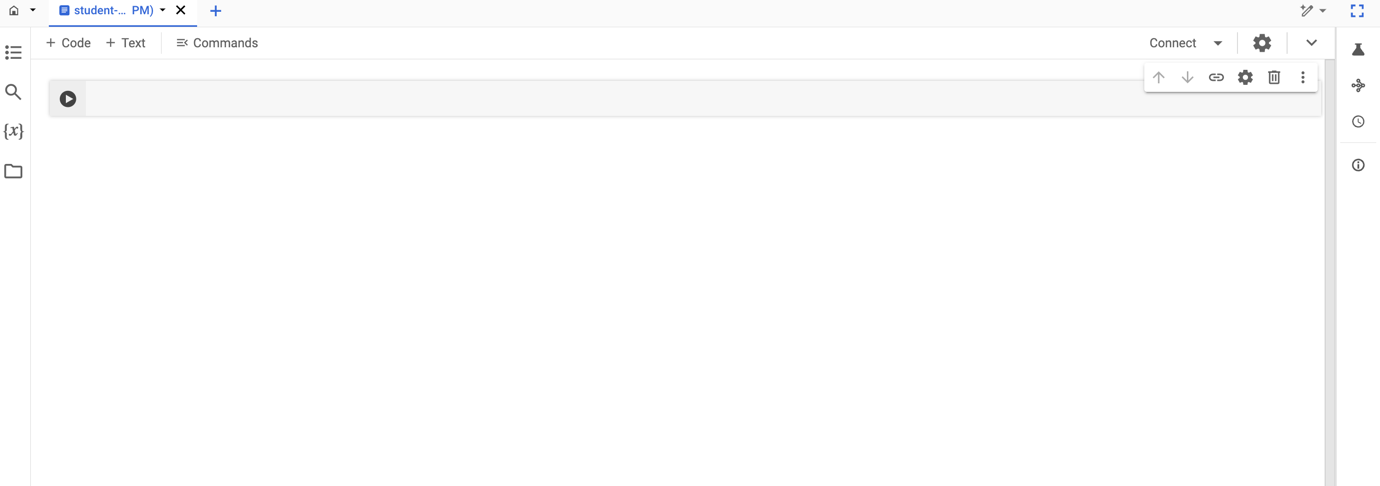 student-... PM)
+ Code + Text Commands Connect
{x}